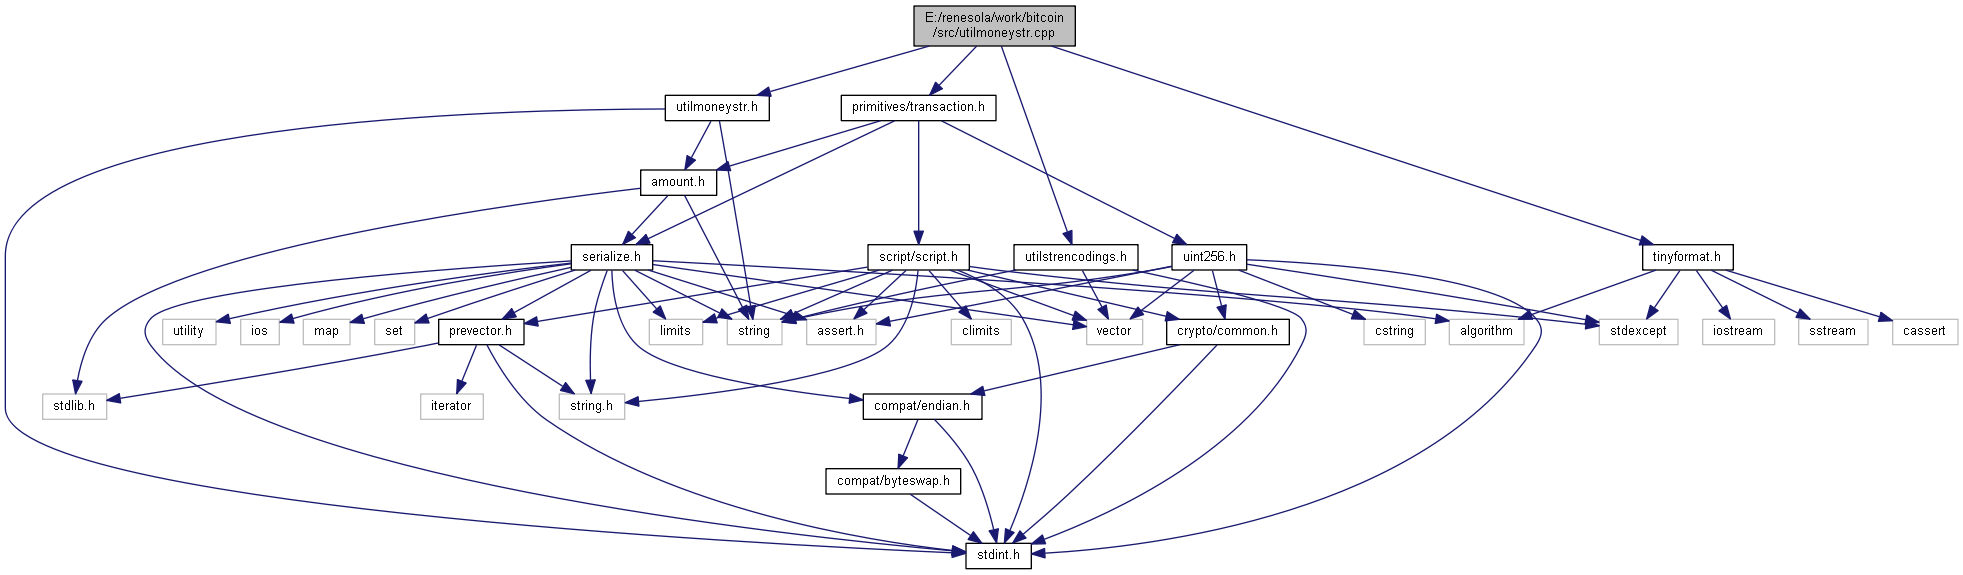 E:/renesola/work/bitcoin
/src/utilmoneystr.cpp
utilmoneystr.h
primitives/transaction.h
amount.h
serialize.h
script/script.h
utilstrencodings.h
uint256.h
tinyformat.h
utility
ios
map
set
prevector.h
limits
string
assert.h
climits
vector
crypto/common.h
cstring
algorithm
stdexcept
iostream
sstream
cassert
stdlib.h
iterator
string.h
compat/endian.h
compat/byteswap.h
stdint.h